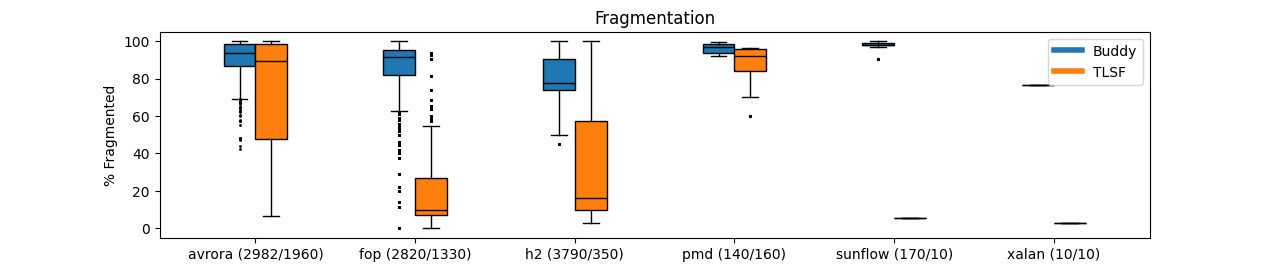 Fragmentation
% Fragmented
100
80
60
40
20
0
Buddy
TLSF
avrora (2982/1960)
fop (2820/1330)
h2 (3790/350)
pmd (140/160)
sunflow (170/10)
xalan (10/10)